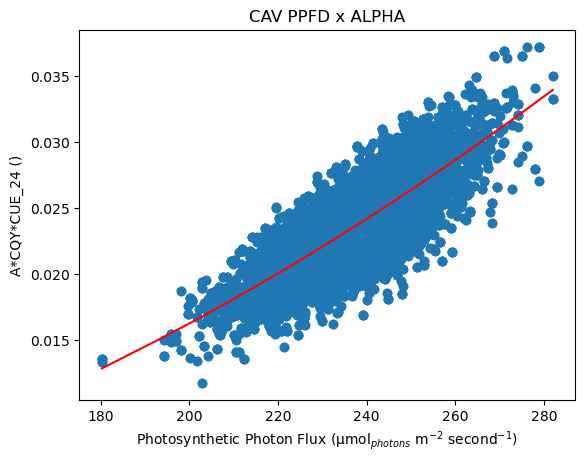 CAV PPFD x ALPHA
0.035
0.030
0.025
0.020
0.015
A*CQY*CUE_24 ()
180 200 220 240 260 280
Photosynthetic Photon Flux (μmol$_{photons}$ m$^{-2}$ second$^{-1}$)